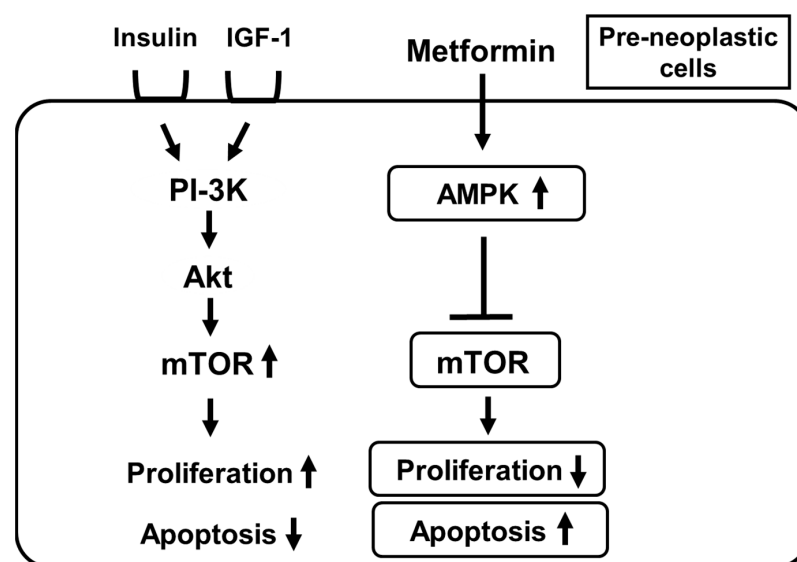 Insulin IGF-1
Metformin
Pre-neoplastic
cells
PI-3K
AMPK
Akt
mTOR
mTOR
Proliferation
Proliferation
Apoptosis
Apoptosis